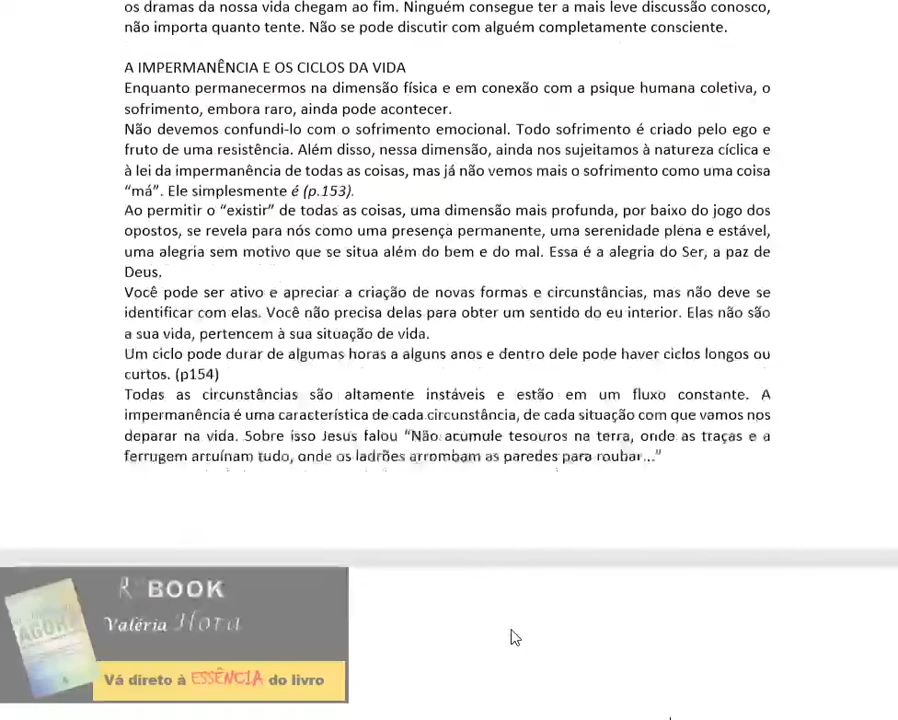 os dramas da nossa vida chegam ao fim. Ninguém consegue ter a mais leve discussão conosco,
não importa quanto tente. Não se pode discutir com alguém completamente consciente.
A IMPERMANÊNCIA E OS CICLOS DA VIDA
Enquanto permanecermos na dimensão física e em conexão com a psique humana coletiva, o
sofrimento, embora raro, ainda pode acontecer.
Não devemos confundi-lo com o sofrimento emocional. Todo sofrimento é criado pelo ego e
fruto de uma resistência. Além disso, nessa dimensão, ainda nos sujeitamos à natureza cíclica e
à lei da impermanência de todas as coisas, mas já não vemos mais o sofrimento como uma coisa
“má”. Ele simplesmente é (p.153).
Ao permitir o “existir” de todas as coisas, uma dimensão mais profunda, por baixo do jogo dos
opostos, se revela para nós como uma presença permanente, uma serenidade plena e estável,
uma alegria sem motivo que se situa além do bem e do mal. Essa é a alegria do Ser, a paz de
Deus.
Você pode ser ativo e apreciar a criação de novas formas e circunstâncias, mas não deve se
identificar com elas. Você não precisa delas para obter um sentido do eu interior. Elas não são
a sua vida, pertencem à sua situação de vida.
Um ciclo pode durar de algumas horas a alguns anos e dentro dele pode haver ciclos longos ou
curtos. (p154)
Todas as circunstâncias são altamente instáveis e estão em um fluxo constante. A
impermanência é uma característica de cada circunstância, de cada situação com que vamos nos
deparar na vida. Sobre isso Jesus falou “Não acumule tesouros na terra, onde as traças e a
ferrugem arruínam tudo, onde os ladrões arrombam as paredes para roubar...”
BOOK
Valéria Hora
AGORA
Vá direto à ESSÊNCIA do livro